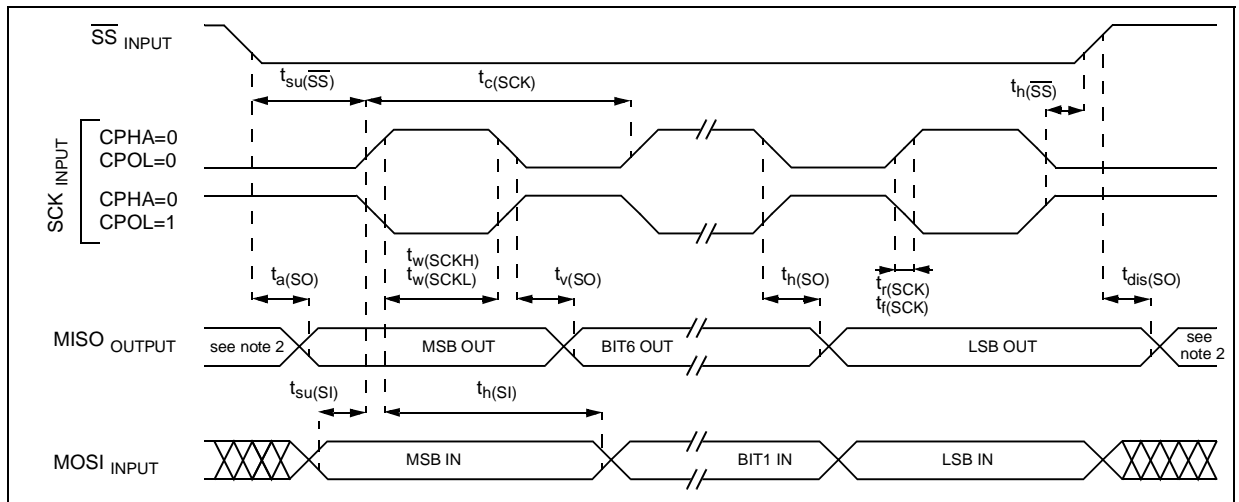 SS INPUT
tsu(SS)
tc(SCK)
th(SS)
SCK INPUT
CPHA=0
CPOL=0
CPHA=0
CPOL=1
ta(SO)
tw(SCKH)
tw(SCKL)
tv(SO)
th(SO)
tr(SCK)
tf(SCK)
tdis(SO)
MISO OUTPUT
see note 2
MSB OUT
BIT6 OUT
LSB OUT
see
note 2
tsu(SI)
th(SI)
MOSI INPUT
MSB IN
BIT1 IN
LSB IN